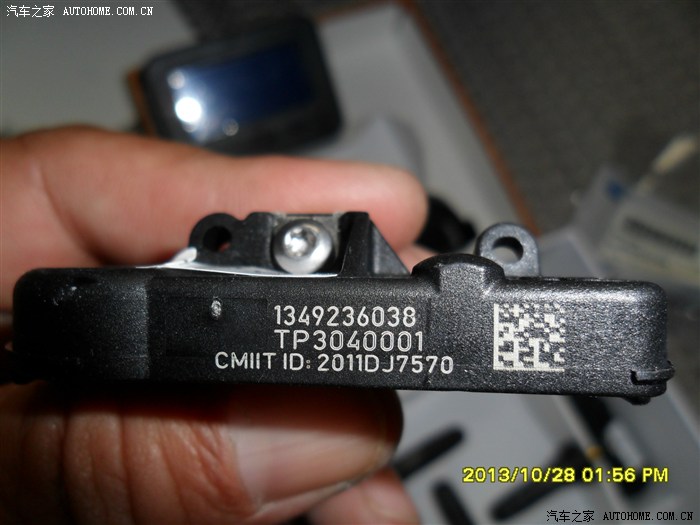 汽车之家 AUTOHOME.COM.CN
1349236038
TP3040001
CMIIT ID: 2011DJ7570
2013/10/28 01:56 PM
汽车之家 AUTOHOME.COM.CN